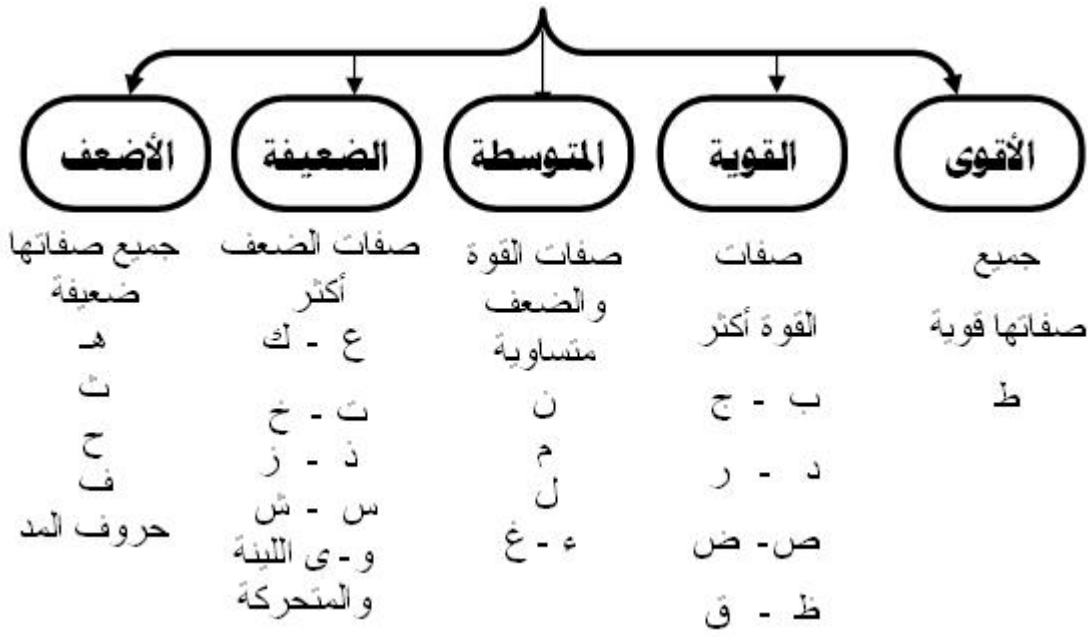 الأقوى
جميع
صفاتها قوية
ط
القوية
صفات
القوة أكثر
ب - ج
د - ر
ص- ض
ظ - ق
المتوسطة
صفات القوة
والضعف
متساوية
ن
م
ل
ء - غ
الضعيفة
صفات الضعف
أكثر
ع - ك
ت - خ
ذ - ز
س - ش
و - ى اللينة
والمتحركة
الأضعف
جميع صفاتها
ضعيفة
هـ
ث
ح
ف
حروف المد